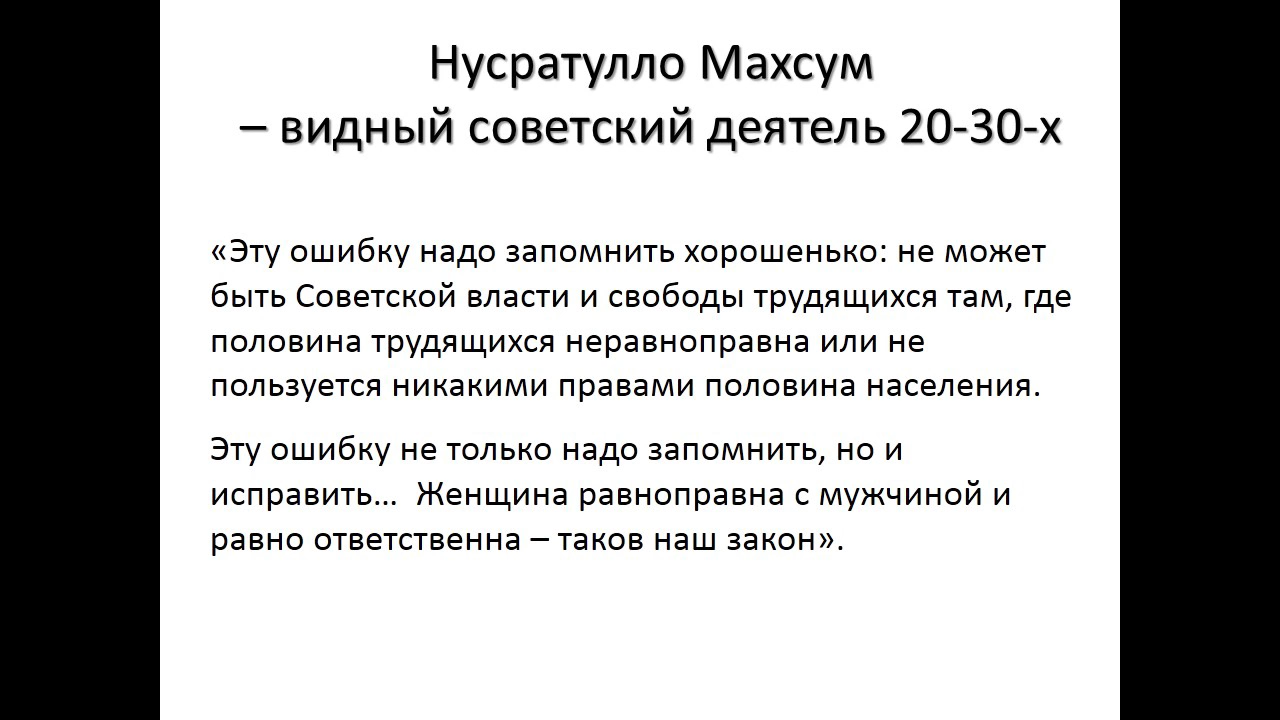 Нусратулло Махсум
– видный советский деятель 20-30-х
«Эту ошибку надо запомнить хорошенько: не может
быть Советской власти и свободы трудящихся там, где
половина трудящихся неравноправна или не
пользуется никакими правами половина населения.
Эту ошибку не только надо запомнить, но и
исправить… Женщина равноправна с мужчиной и
равно ответственна – таков наш закон».